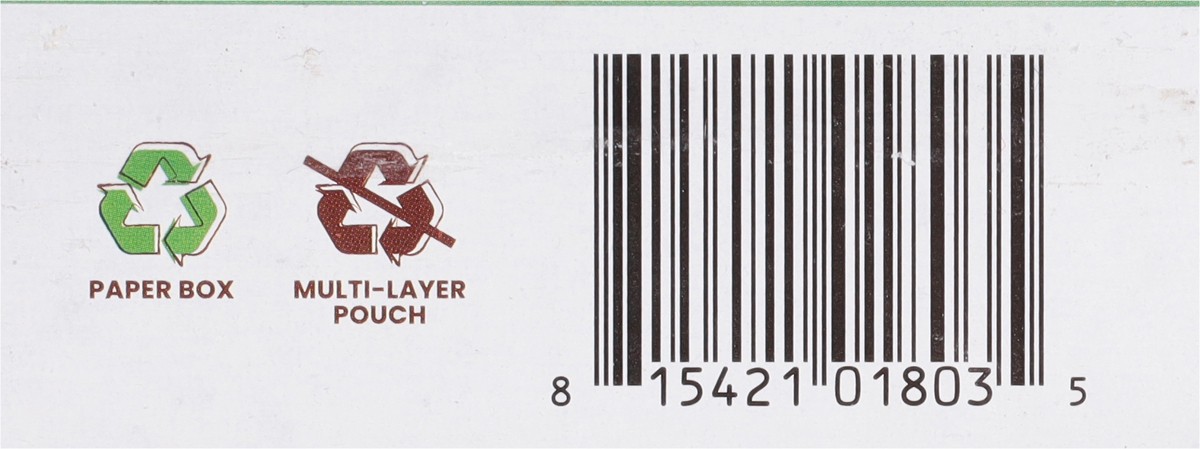 PAPER BOX
MULTI-LAYER
POUCH
8 15421 01803 5